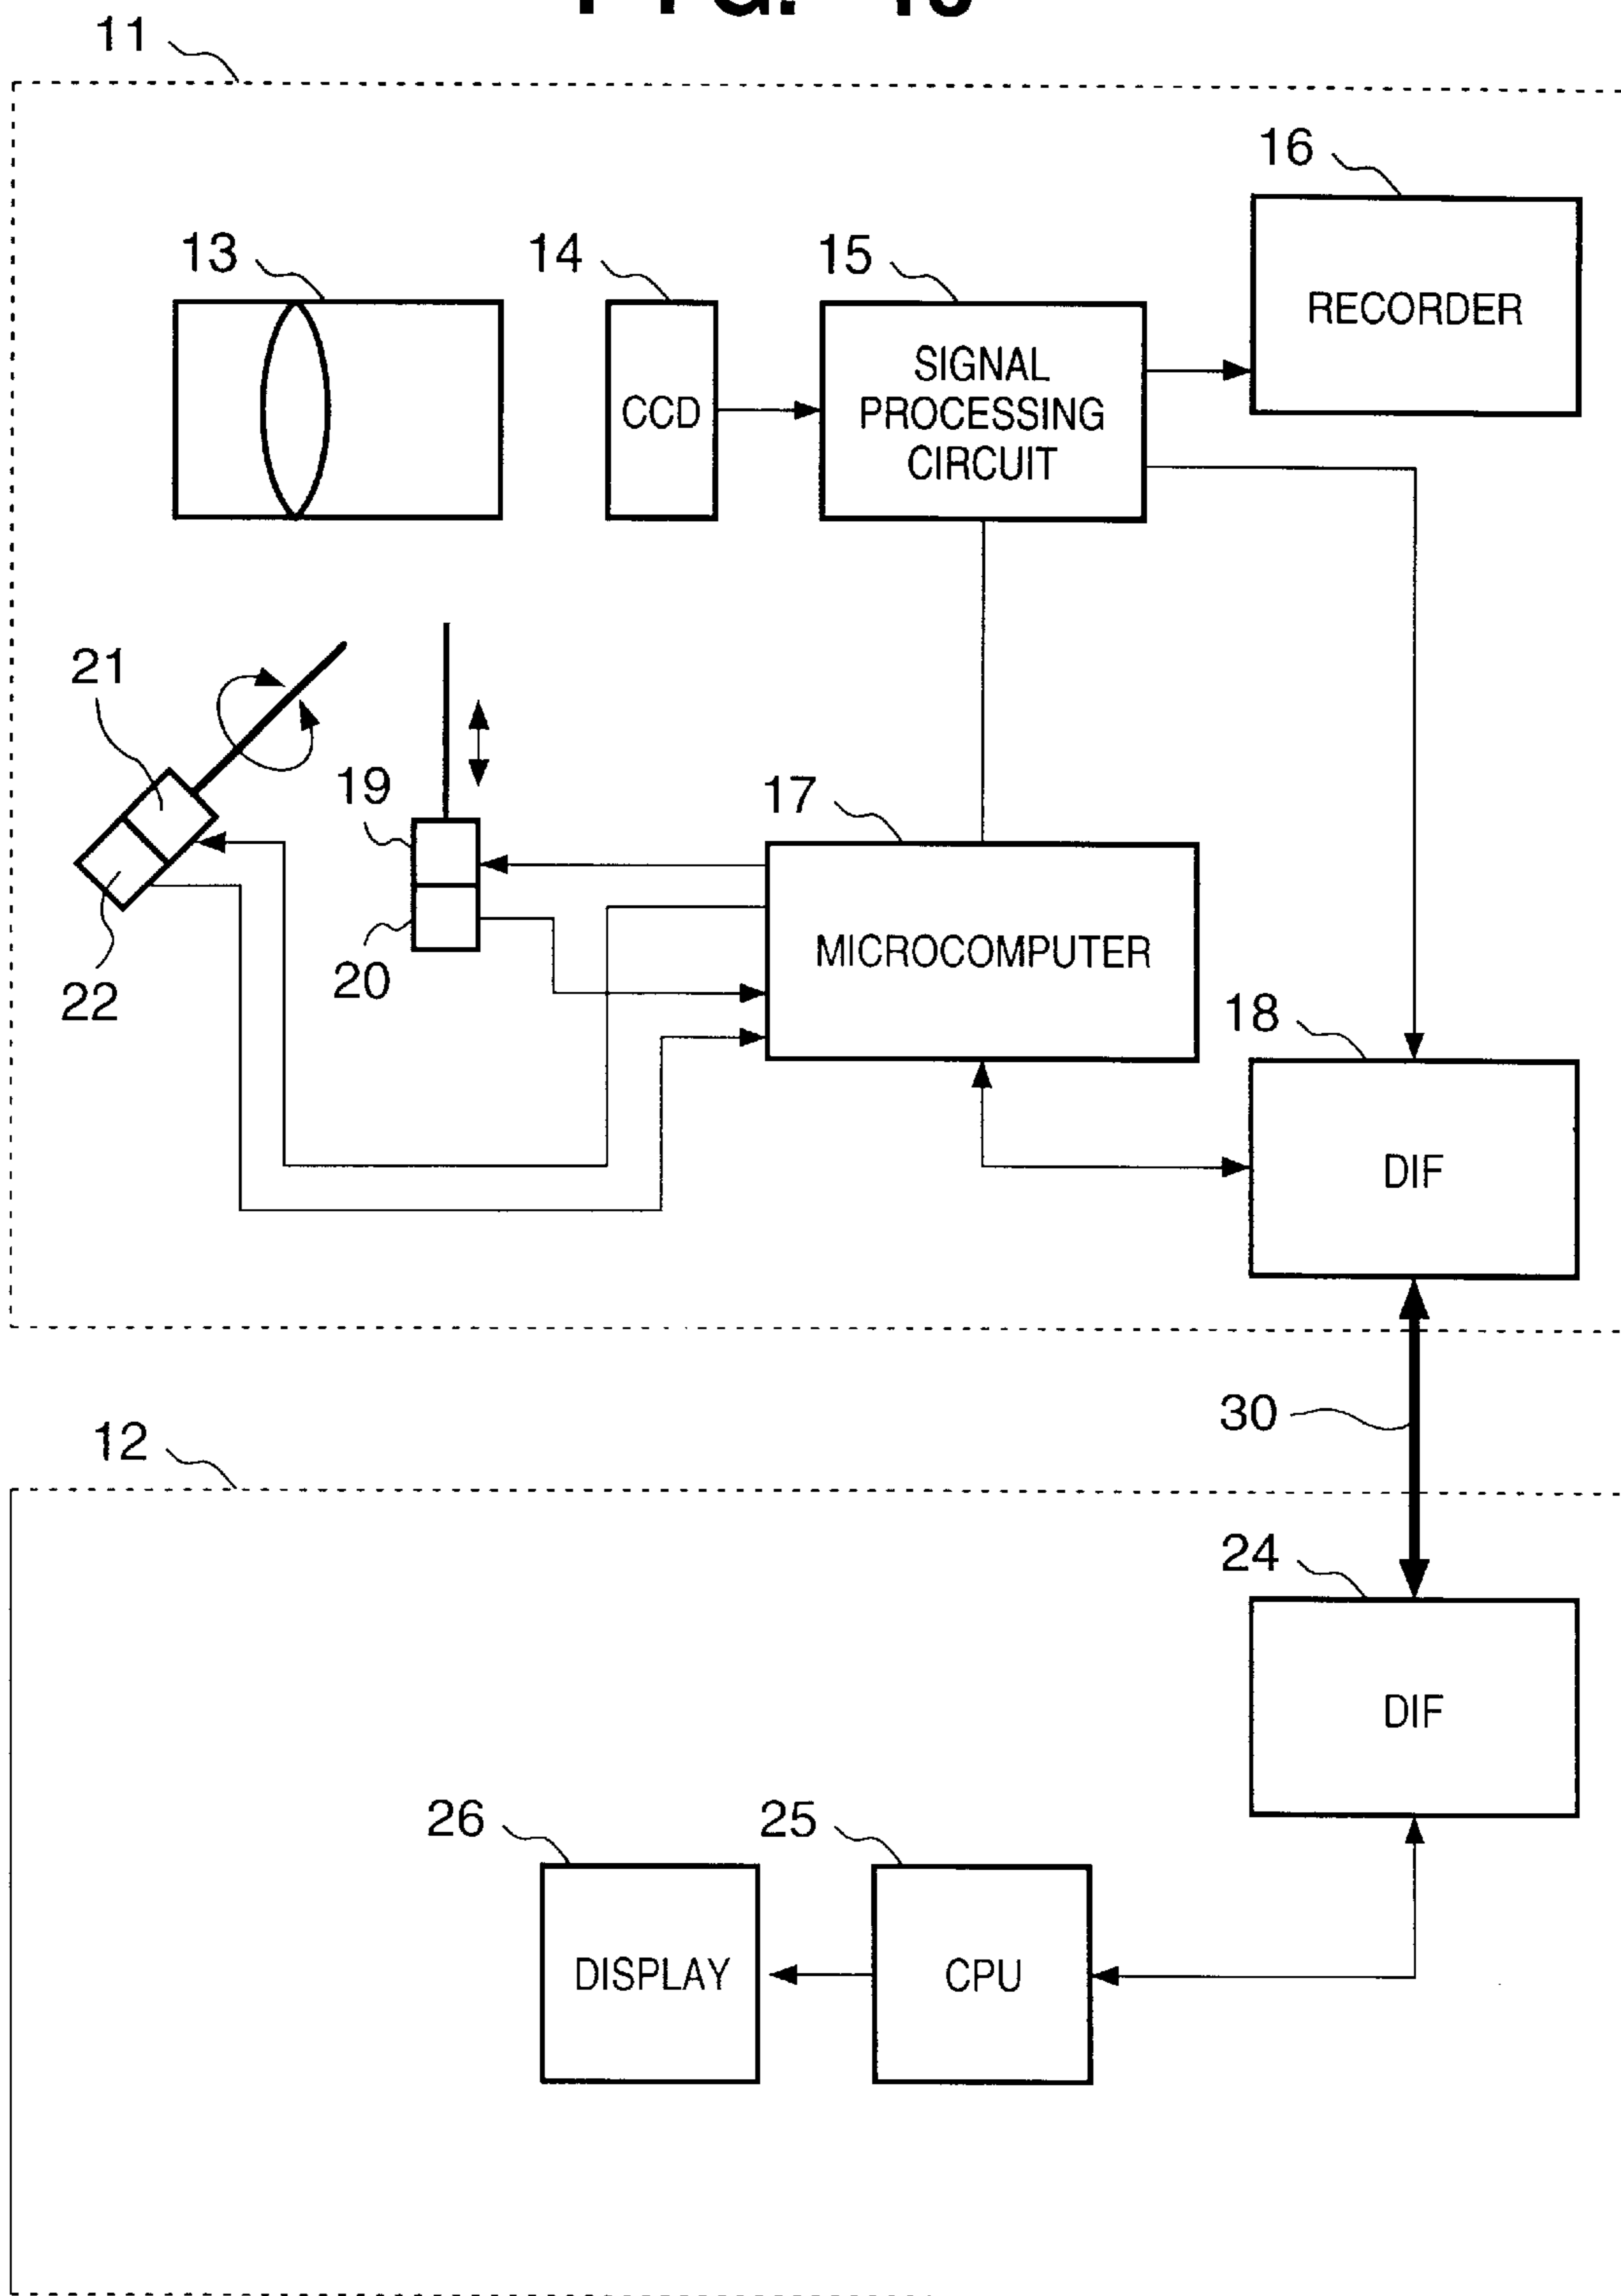 11
16
13
14
15
RECORDER
SIGNAL
PROCESSING
CIRCUIT
CCD
21
19
17
MICROCOMPUTER
20
22
18
DIF
30
12
24
DIF
26
25
DISPLAY
CPU